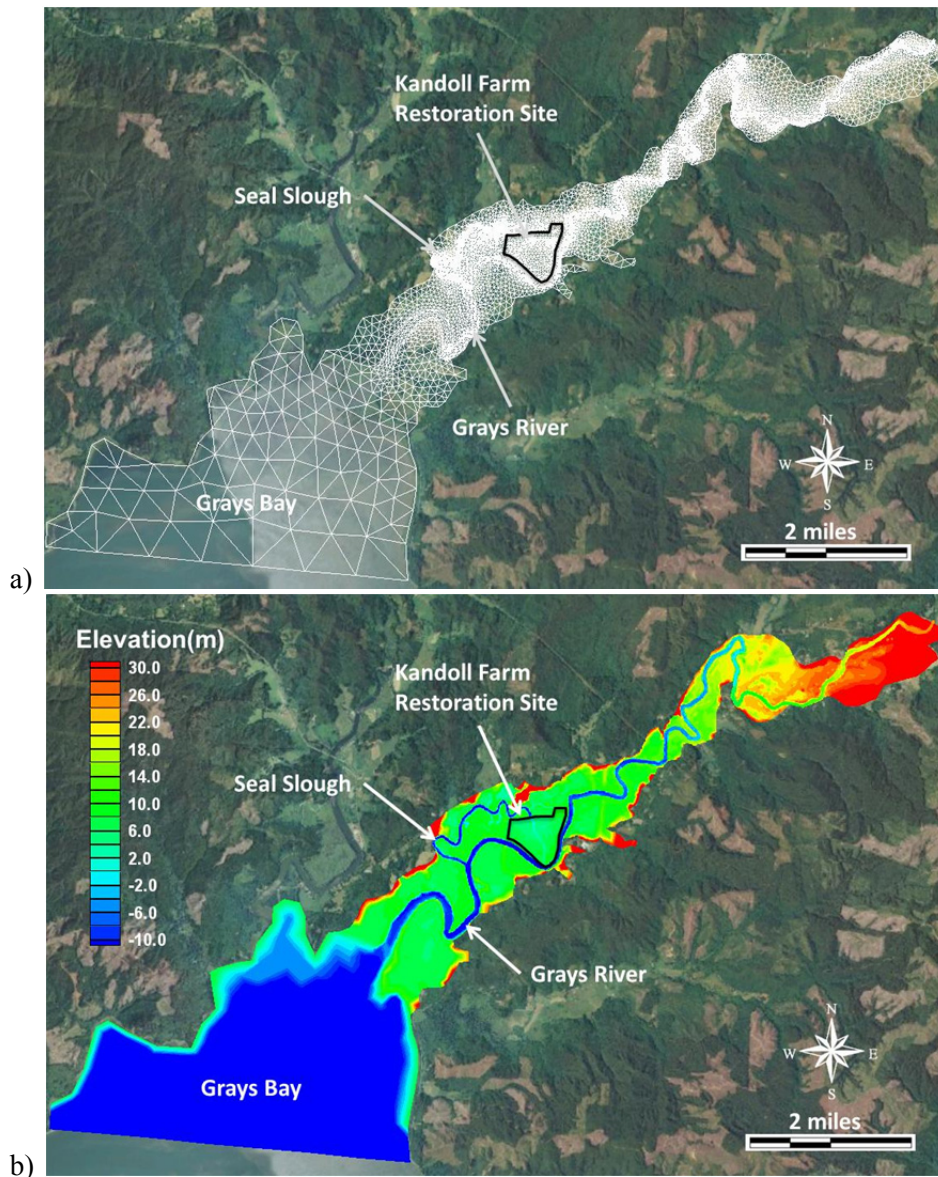 Kandoll Farm
Restoration Site
Seal Slough
Grays River
Grays Bay
N
W E
S
2 miles
a)
Elevation(m)
30.0
26.0
22.0
18.0
14.0
10.0
6.0
2.0
-2.0
-6.0
-10.0
Kandoll Farm
Restoration Site
Seal Slough
Grays River
Grays Bay
N
W E
S
2 miles
b)